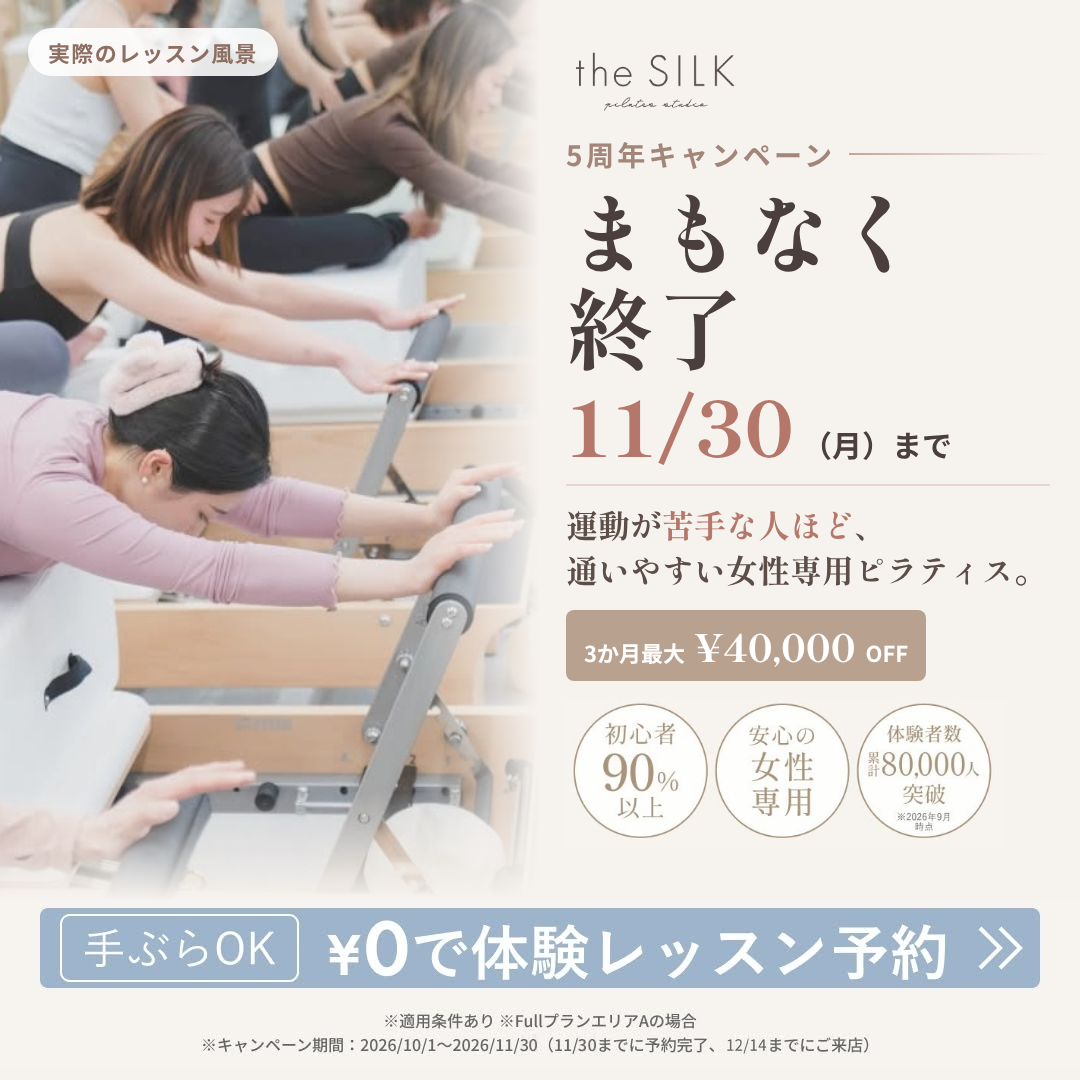 実際のレッスン風景
the SILK
pilates studio
5周年キャンペーン
まもなく
終了
11/30（月）まで
運動が苦手な人ほど、
通いやすい女性専用ピラティス。
3か月最大 ¥40,000 OFF
初心者
90%
以上
安心の
女性
専用
体験者数
累計80,000人
突破
※2026年9月
時点
手ぶらOK ¥0で体験レッスン予約
※適用条件あり ※FullプランエリアAの場合
※キャンペーン期間：2026/10/1〜2026/11/30（11/30までに予約完了、12/14までにご来店）